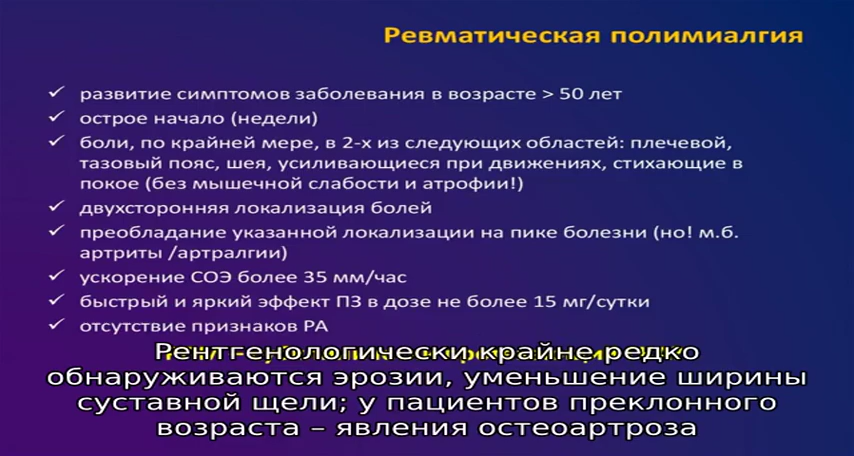 Ревматическая полимиалгия
✓ развитие симптомов заболевания в возрасте > 50 лет
✓ острое начало (недели)
✓ боли, по крайней мере, в 2-х из следующих областей: плечевой,
тазовый пояс, шея, усиливающиеся при движениях, стихающие в
покое (без мышечной слабости и атрофии!)
✓ двухсторонняя локализация болей
✓ преобладание указанной локализации на пике болезни (но! м.б.
артриты /артралгии)
✓ ускорение СОЭ более 35 мм/час
✓ быстрый и яркий эффект ПЗ в дозе не более 15 мг/сутки
✓ отсутствие признаков РА
Рентгенологически крайне редко
обнаруживаются эрозии, уменьшение ширины
суставной щели; у пациентов преклонного
возраста – явления остеоартроза